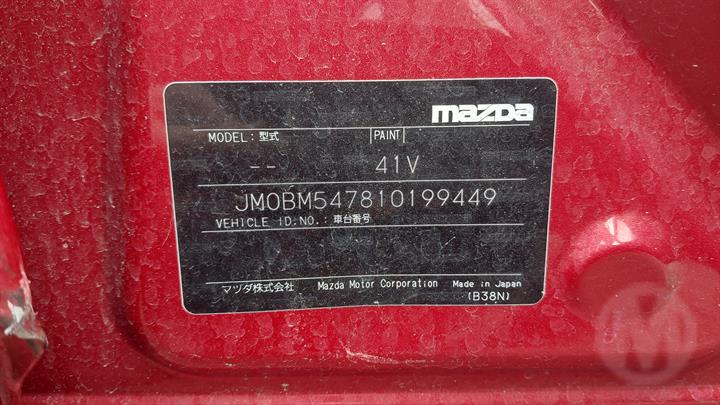 mazda
MODEL: 型式 PAINT
-- 41V
JM0BM547810199449
VEHICLE ID.NO.: 車台番号
マツダ株式会社 Mazda Motor Corporation Made in Japan
(B38N)
M